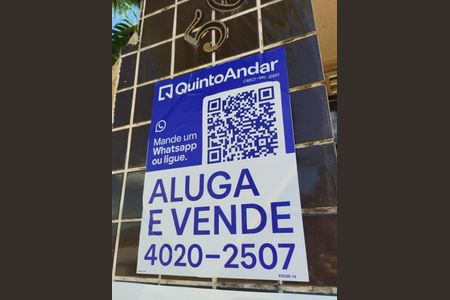 QuintoAndar
Mande um
Whatsapp
ou ligue.
ALUGA
E VENDE
4020-2507